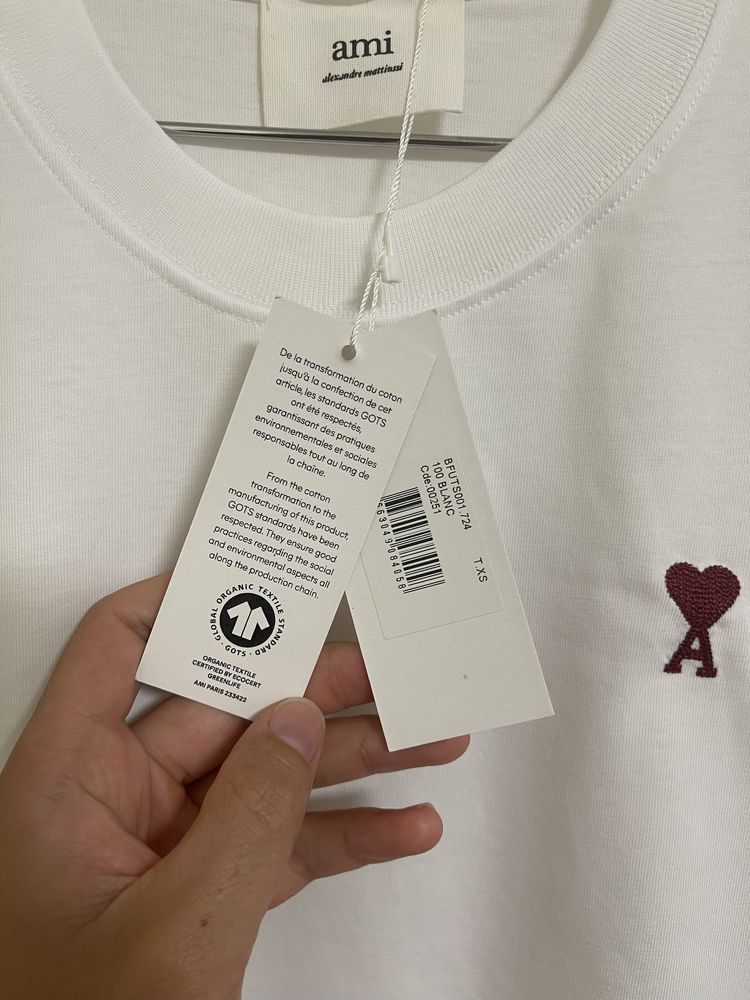 ami
alexandre mattiussi
De la transformation du coton
jusqu'à la confection de cet
article, les standards GOTS
ont été respectés,
garantissant des pratiques
environnementales et sociales
responsables tout au long de
la chaîne.
From the cotton
transformation to the
manufacturing of this product,
GOTS standards have been
respected. They ensure good
practices regarding the social
and environmental aspects all
along the production chain.
GLOBAL ORGANIC TEXTILE STANDARD
· GOTS ·
ORGANIC TEXTILE
CERTIFIED BY ECOCERT
GREENLIFE
AMI PARIS 233422
BFUTS001.724
100 BLANC
Cde:00251
T.XS
A